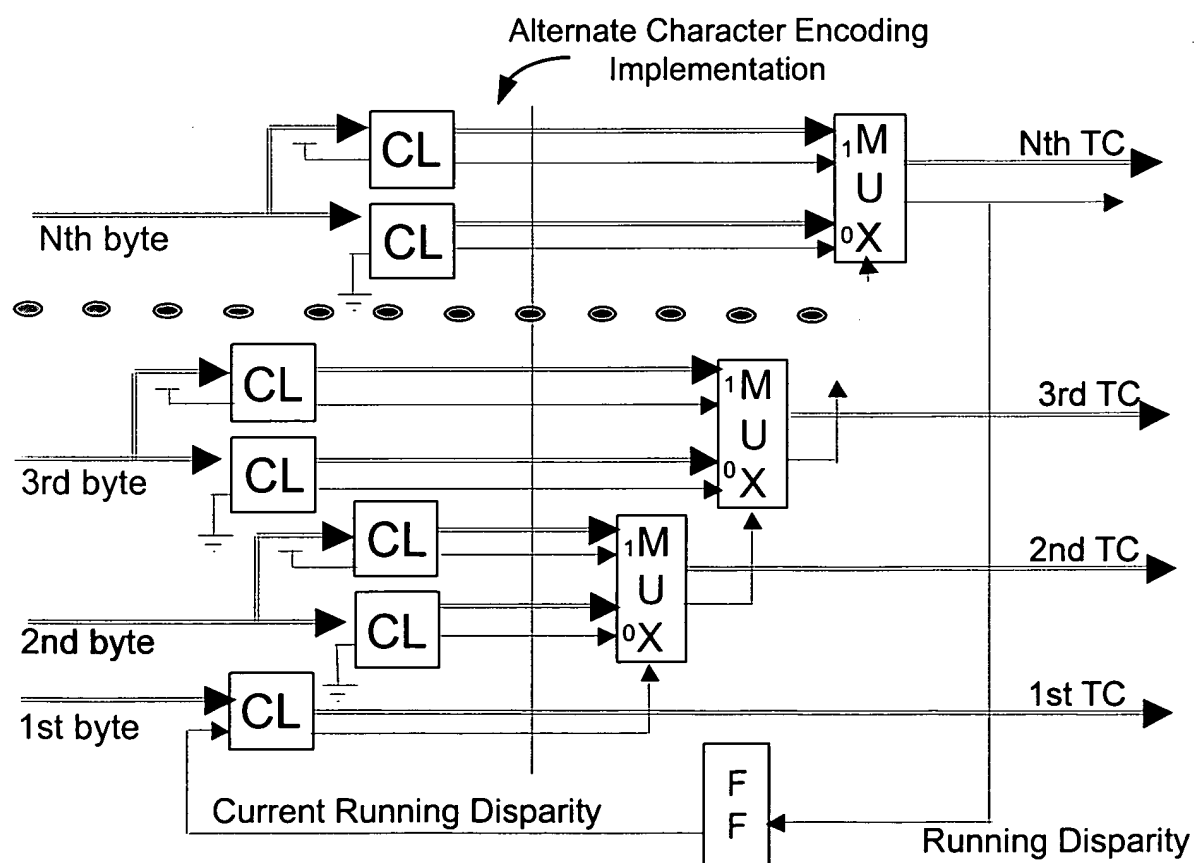 Alternate Character Encoding
Implementation
CL
1 M
U
0 X
Nth TC
CL
Nth byte
CL
1 M
U
0 X
3rd TC
CL
3rd byte
CL
1 M
U
0 X
2nd TC
CL
2nd byte
CL
1st TC
1st byte
F
F
Current Running Disparity
Running Disparity